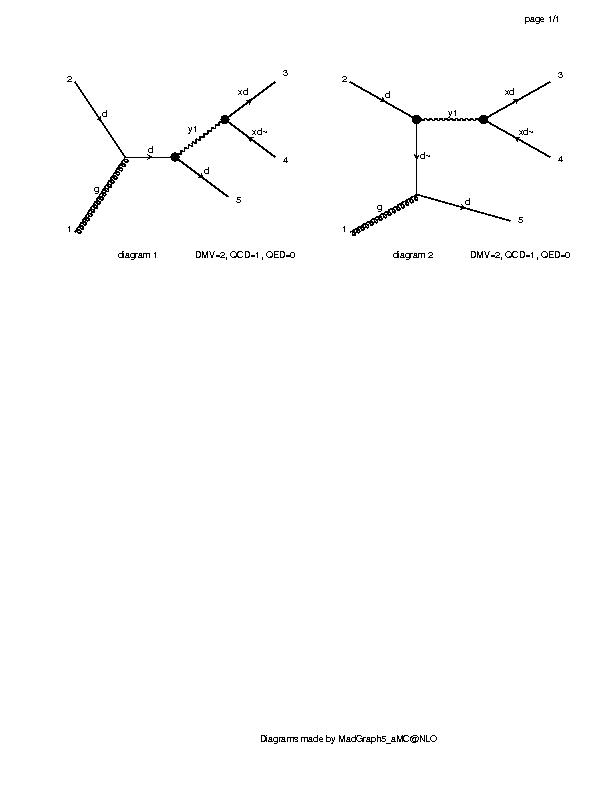 page 1/1
2
d
g
1
d
y1
xd
3
xd~
4
d
5
diagram 1
DMV=2, QCD=1, QED=0
2
d
y1
xd
3
xd~
4
d~
g
1
d
5
diagram 2
DMV=2, QCD=1, QED=0
Diagrams made by MadGraph5_aMC@NLO